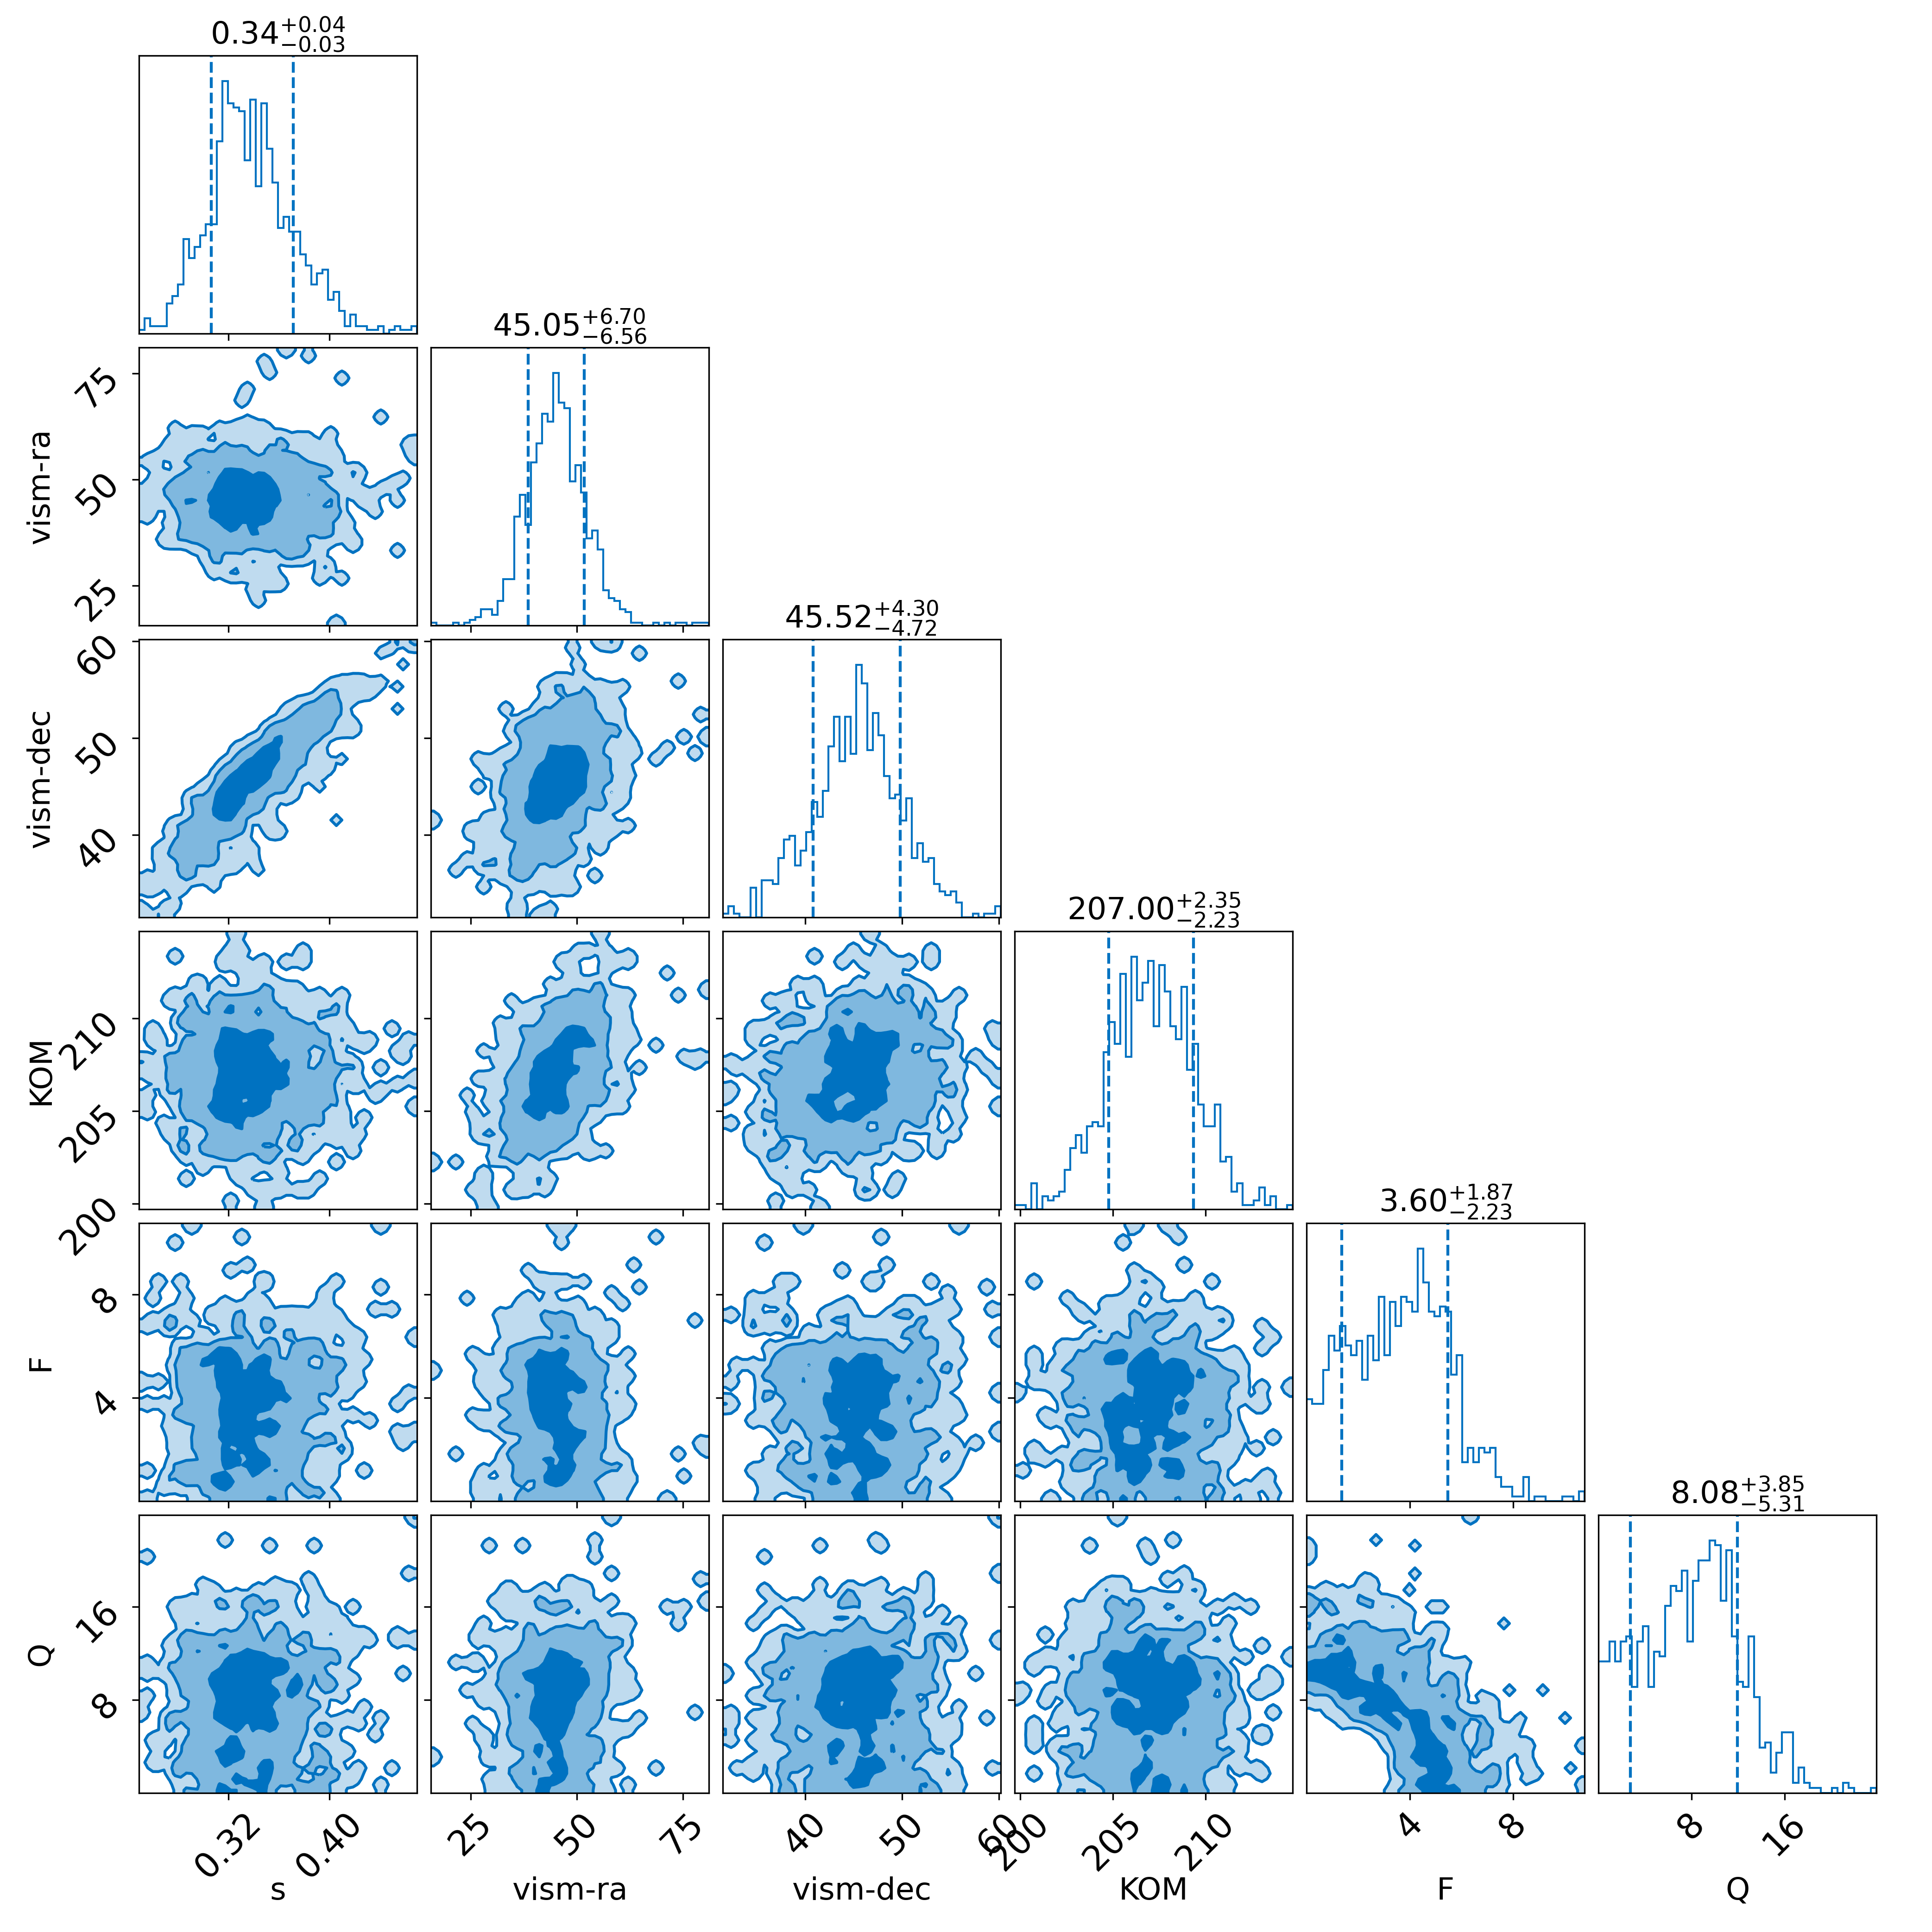 0.34+0.04−0.03
45.05+6.70−6.56
75
50
25
vism-ra
45.52+4.30−4.72
60
50
40
vism-dec
207.00+2.35−2.23
210
205
200
KOM
3.60+1.87−2.23
8
4
F
8.08+3.85−5.31
16
8
Q
0.32 0.40 25 50 75 40 50 60 200 205 210 4 8 8 16
s vism-ra vism-dec KOM F Q